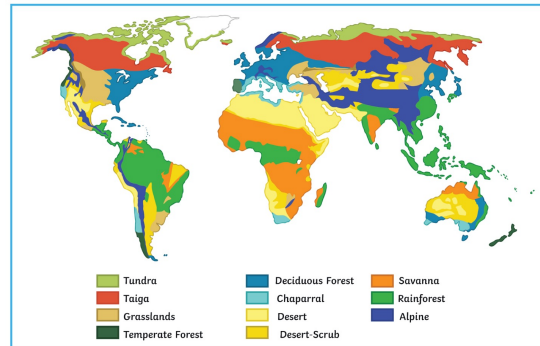 Tundra
Taiga
Grasslands
Temperate Forest
Deciduous Forest
Chaparral
Desert
Desert-Scrub
Savanna
Rainforest
Alpine